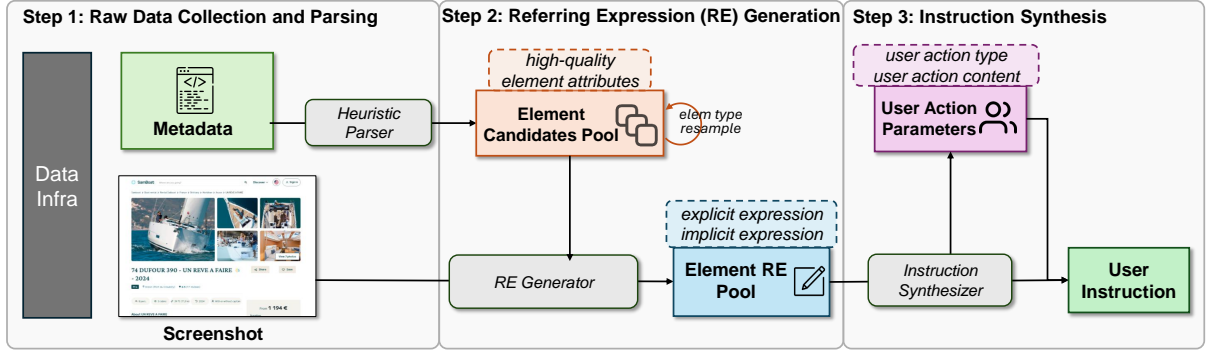 Step 1: Raw Data Collection and Parsing
Data
Infra
Metadata
Heuristic
Parser
74 DUFOUR 390 - UN REVE A FAIRE
- 2024
1 194 €
Screenshot
Step 2: Referring Expression (RE) Generation
high-quality
element attributes
Element
Candidates Pool
elem type
resample
RE Generator
explicit expression
implicit expression
Element RE
Pool
Step 3: Instruction Synthesis
user action type
user action content
User Action
Parameters
Instruction
Synthesizer
User
Instruction